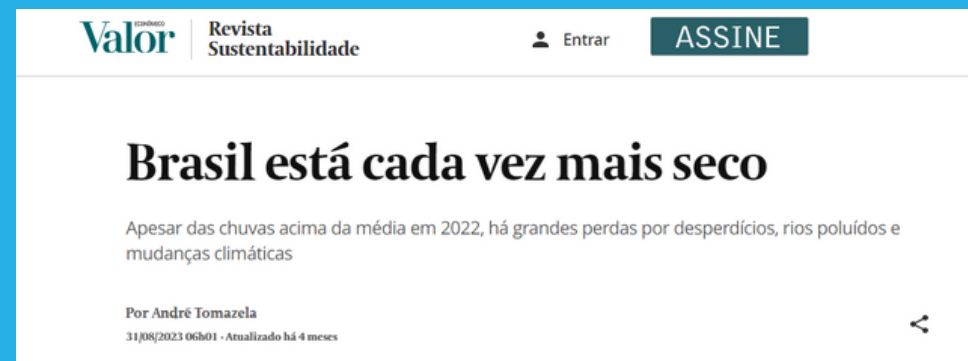 Valor ECONÔMICO
Revista
Sustentabilidade
Entrar
ASSINE
Brasil está cada vez mais seco
Apesar das chuvas acima da média em 2022, há grandes perdas por desperdícios, rios poluídos e
mudanças climáticas
Por André Tomazela
31/08/2023 06h01 · Atualizado há 4 meses